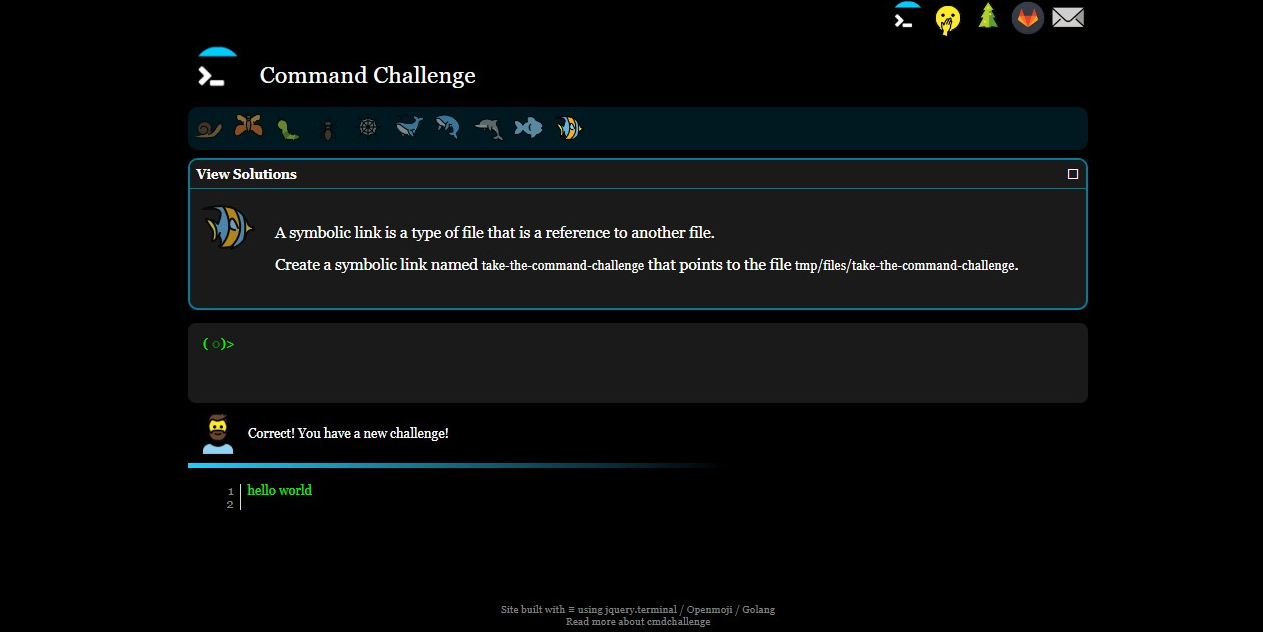 Command Challenge
View Solutions
A symbolic link is a type of file that is a reference to another file.
Create a symbolic link named take-the-command-challenge that points to the file tmp/files/take-the-command-challenge.
( ○)>
Correct! You have a new challenge!
1 hello world
2
Site built with ≡ using jquery.terminal / Openmoji / Golang
Read more about cmdchallenge